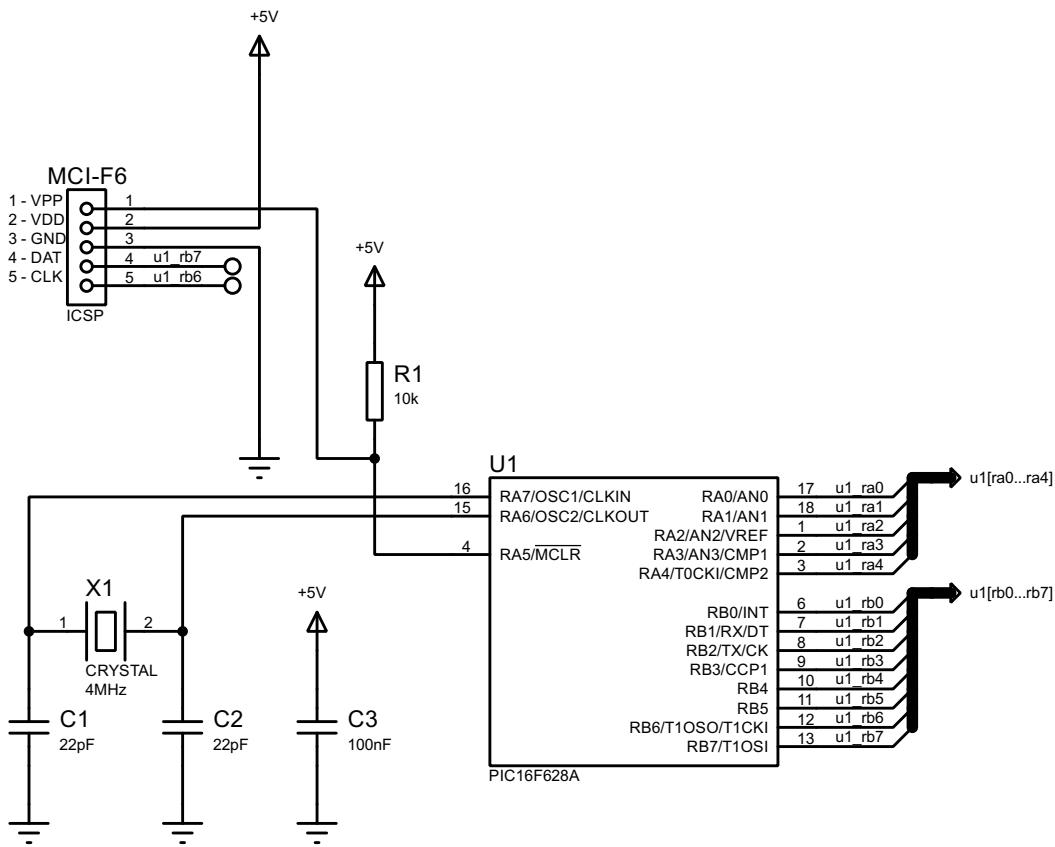 +5V
MCI-F6
1 - VPP
2 - VDD
3 - GND
4 - DAT
5 - CLK
1
2
3
4 u1_rb7
5 u1_rb6
ICSP
+5V
R1
10k
U1
16 RA7/OSC1/CLKIN
15 RA6/OSC2/CLKOUT
4 RA5/MCLR
RA0/AN0 17 u1_ra0
RA1/AN1 18 u1_ra1
RA2/AN2/VREF 1 u1_ra2
RA3/AN3/CMP1 2 u1_ra3
RA4/T0CKI/CMP2 3 u1_ra4
u1[ra0...ra4]
RB0/INT 6 u1_rb0
RB1/RX/DT 7 u1_rb1
RB2/TX/CK 8 u1_rb2
RB3/CCP1 9 u1_rb3
RB4 10 u1_rb4
RB5 11 u1_rb5
RB6/T1OSO/T1CKI 12 u1_rb6
RB7/T1OSI 13 u1_rb7
u1[rb0...rb7]
PIC16F628A
X1
1 2
CRYSTAL
4MHz
C1
22pF
C2
22pF
+5V
C3
100nF